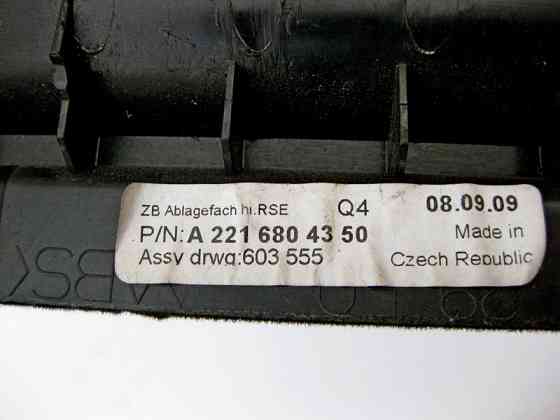 ZB Ablagefach hi.RSE Q4 08.09.09
P/N: A 221 680 43 50 Made in
Assy drwg:603 555 Czech Republic
>ABS<